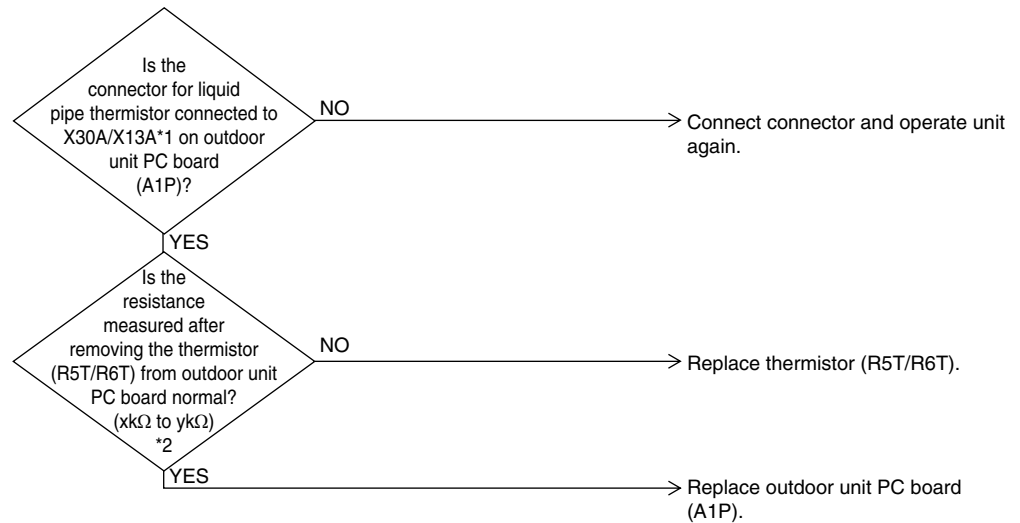 Is the
connector for liquid
pipe thermistor connected to
X30A/X13A*1 on outdoor
unit PC board
(A1P)?
NO
Connect connector and operate unit
again.
YES
Is the
resistance
measured after
removing the thermistor
(R5T/R6T) from outdoor unit
PC board normal?
(xkΩ to ykΩ)
*2
NO
Replace thermistor (R5T/R6T).
YES
Replace outdoor unit PC board
(A1P).